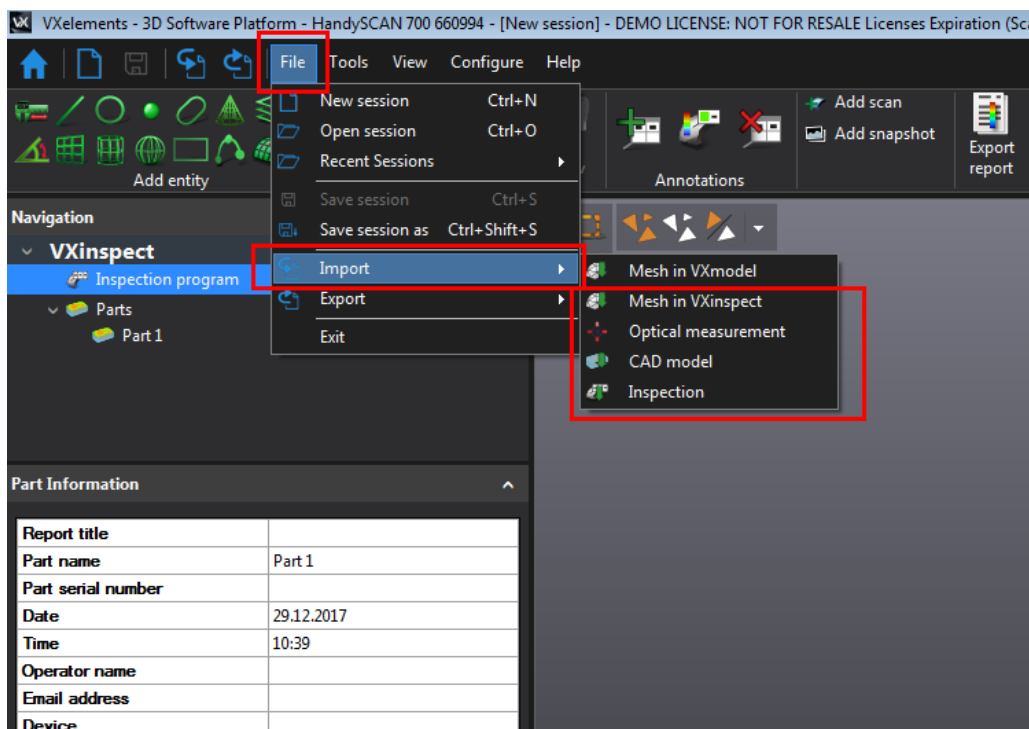 VXelements - 3D Software Platform - HandySCAN 700 660994 - [New session] - DEMO LICENSE: NOT FOR RESALE Licenses Expiration (Sca
File Tools View Configure Help
New session Ctrl+N
Open session Ctrl+O
Recent Sessions
Save session Ctrl+S
Save session as Ctrl+Shift+S
Import
Export
Exit
Mesh in VXmodel
Mesh in VXinspect
Optical measurement
CAD model
Inspection
Add entity
Annotations
Add scan
Add snapshot
Export
report
Navigation
VXinspect
Inspection program
Parts
Part 1
Part Information
Report title
Part name Part 1
Part serial number
Date 29.12.2017
Time 10:39
Operator name
Email address
Device